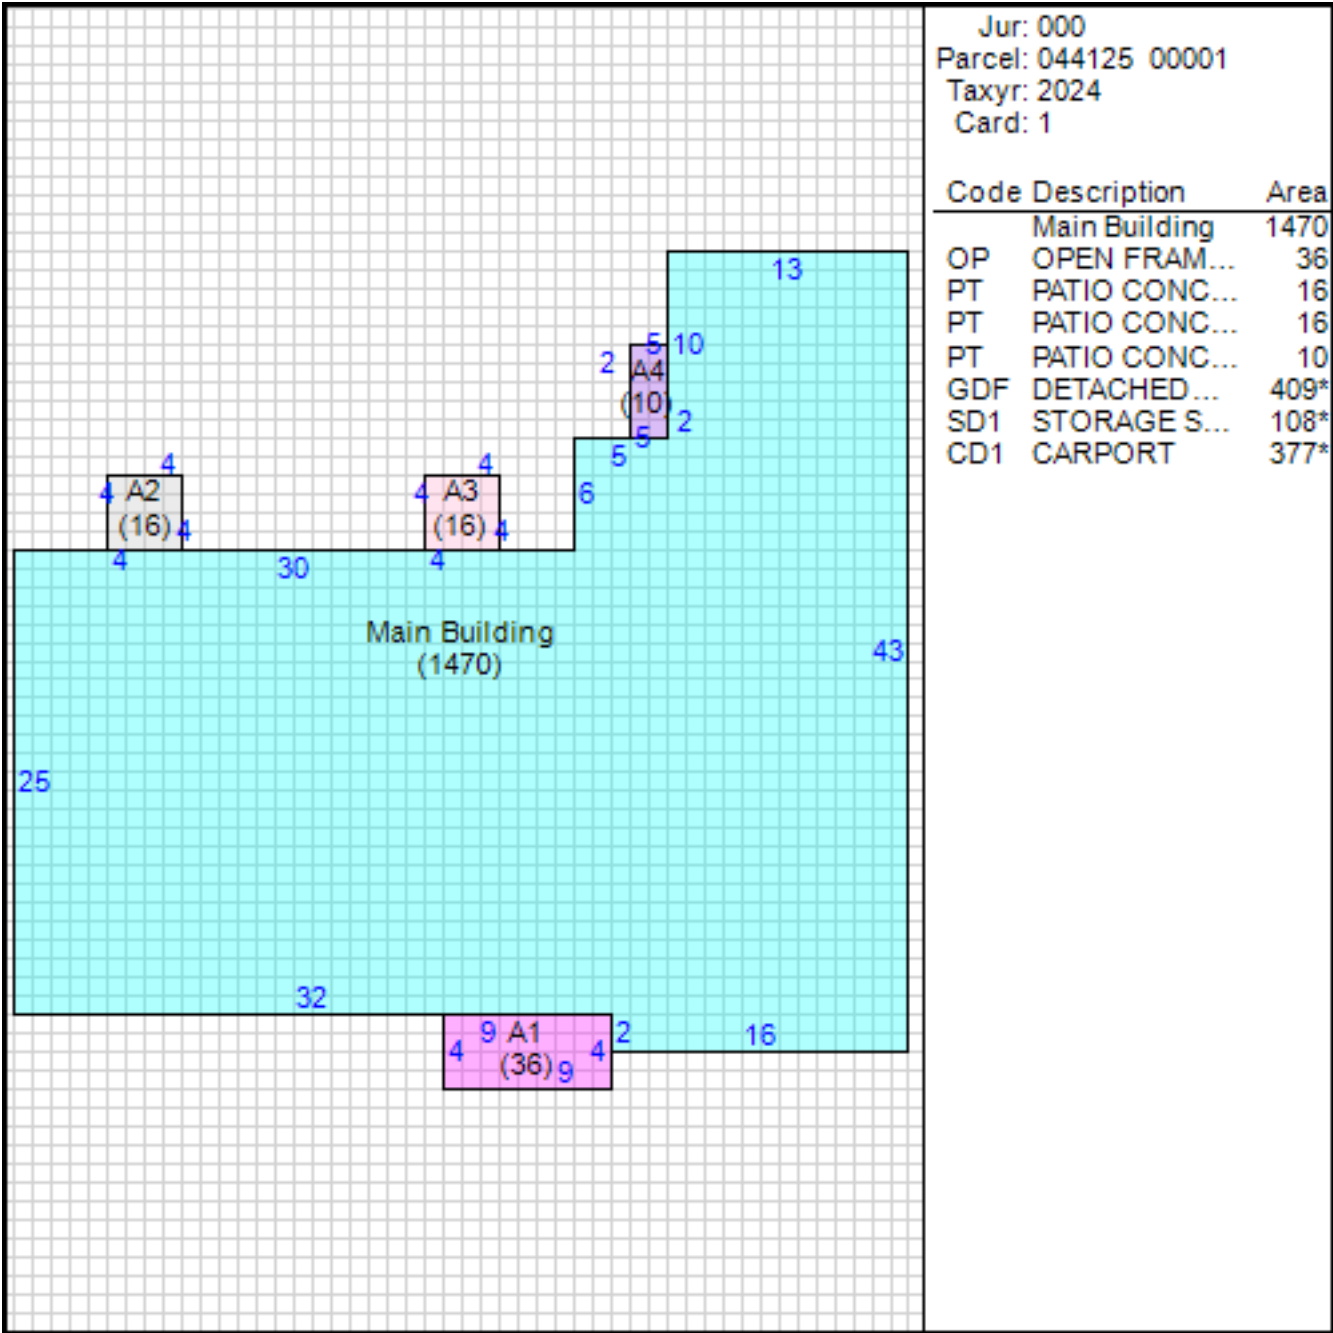 Jur: 000
Parcel: 044125 00001
Taxyr: 2024
Card: 1
Code Description Area
Main Building 1470
OP OPEN FRAM... 36
PT PATIO CONC... 16
PT PATIO CONC... 16
PT PATIO CONC... 10
GDF DETACHED... 409*
SD1 STORAGE S... 108*
CD1 CARPORT 377*
13
5 10
2
A4
(10)
2
5
5
6
4
4 A2
(16) 4
4
4
4 A3
(16) 4
4
30
Main Building
(1470)
43
25
32
9 A1
4 (36) 4
9
2
16